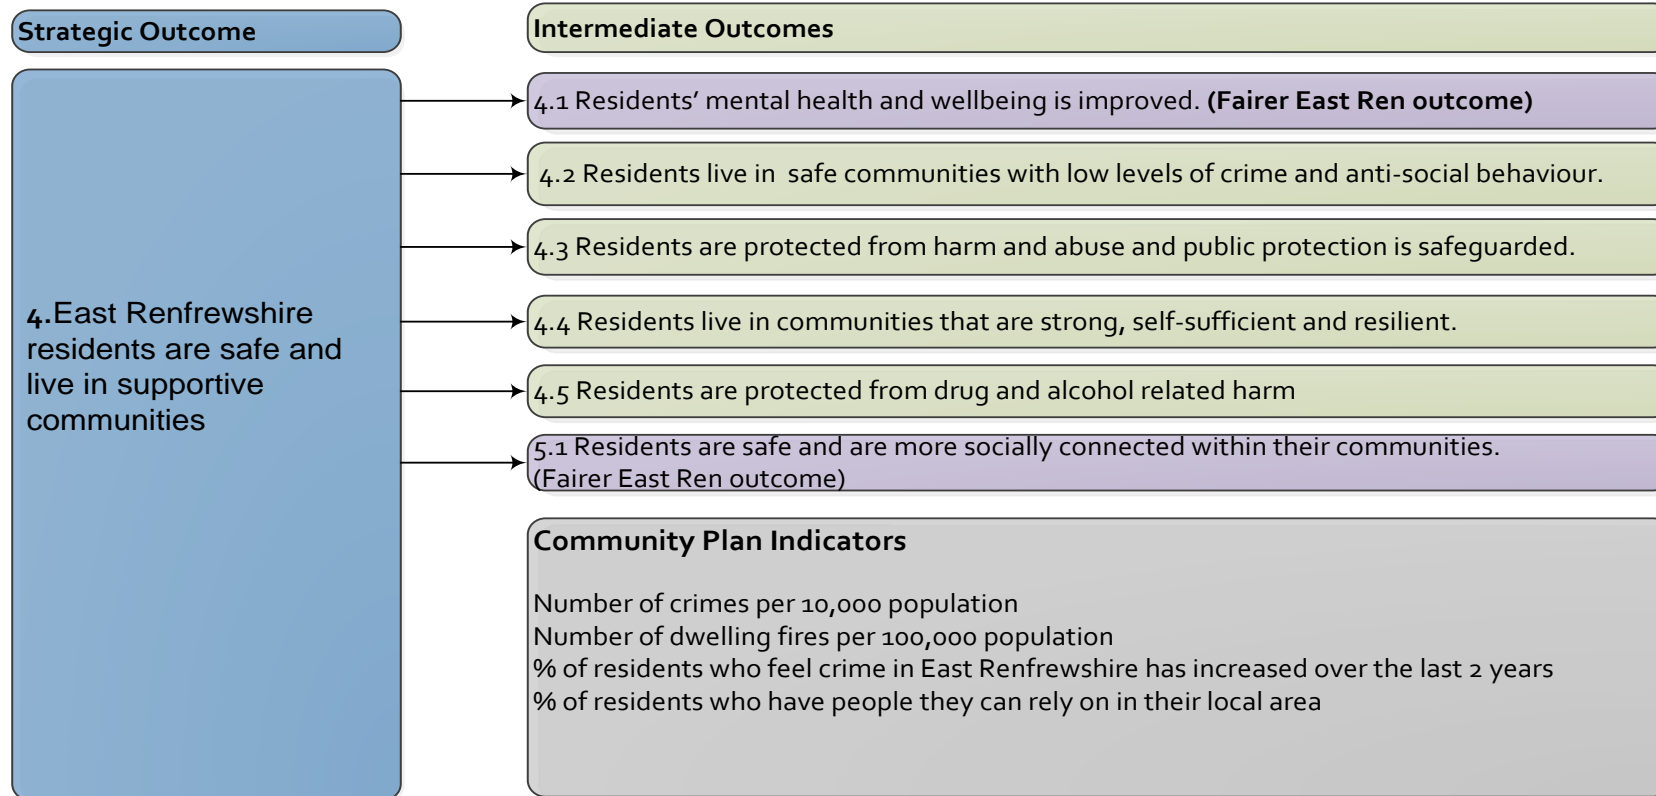 Strategic Outcome
4.East Renfrewshire
residents are safe and
live in supportive
communities
Intermediate Outcomes
4.1 Residents’ mental health and wellbeing is improved. (Fairer East Ren outcome)
4.2 Residents live in safe communities with low levels of crime and anti-social behaviour.
4.3 Residents are protected from harm and abuse and public protection is safeguarded.
4.4 Residents live in communities that are strong, self-sufficient and resilient.
4.5 Residents are protected from drug and alcohol related harm
5.1 Residents are safe and are more socially connected within their communities.
(Fairer East Ren outcome)
Community Plan Indicators
Number of crimes per 10,000 population
Number of dwelling fires per 100,000 population
% of residents who feel crime in East Renfrewshire has increased over the last 2 years
% of residents who have people they can rely on in their local area